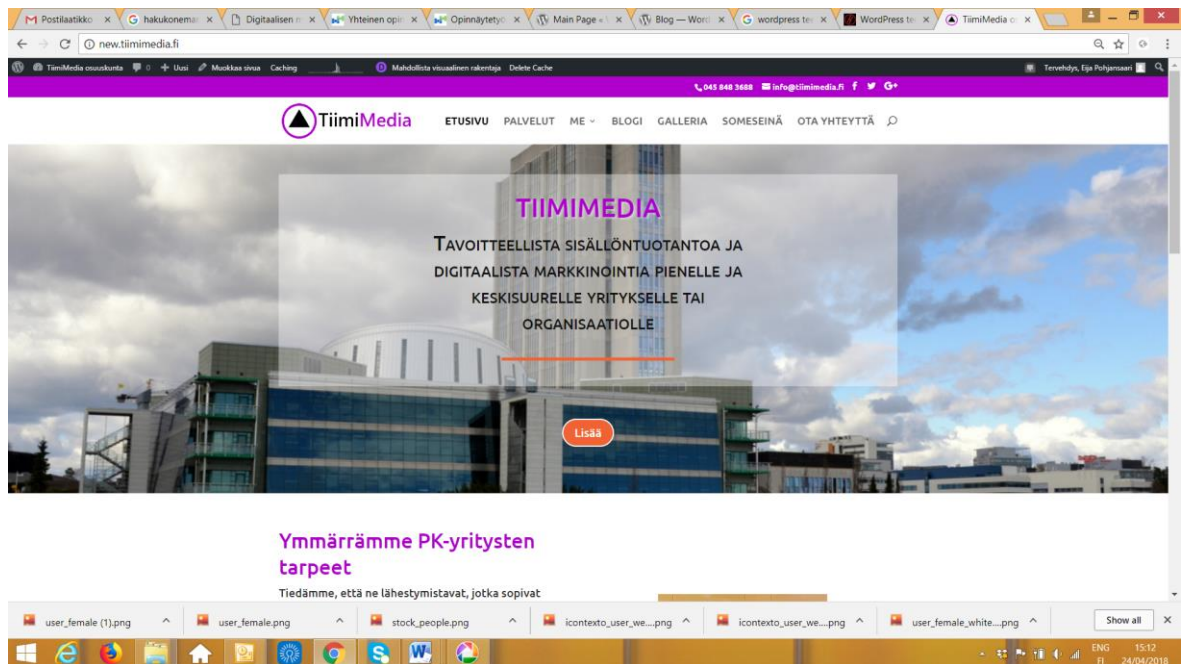 Postilaatikko
hakukonema
Digitaalisen
Yhteinen opin
Opinnäytetyö
Main Page « \
Blog — Word
wordpress te
WordPress te
TiimiMedia o
new.tiimimedia.fi
TiimiMedia osuuskunta 0 + Uusi Muokkaa sivua Caching Mahdollista visuaalinen rakentaja Delete Cache Tervehdys, Eija Pohjansaari
045 848 3688 info@tiimimedia.fi f G+
TiimiMedia ETUSIVU PALVELUT ME BLOGI GALLERIA SOMESEINÄ OTA YHTEYTTÄ
TIIMIMEDIA
TAVOITTEELLISTA SISÄLLÖNTUOTANTOA JA
DIGITAALISTA MARKKINOINTIA PIENELLE JA
KESKISUURELLE YRITYKSELLE TAI
ORGANISAATIOLLE
Lisää
Ymmärrämme PK-yritysten
tarpeet
Tiedämme, että ne lähestymistavat, jotka sopivat
user_female (1).png user_female.png stock_people.png icontexto_user_we....png icontexto_user_we....png user_female_white....png Show all
ENG 15:12
FI 24/04/2018